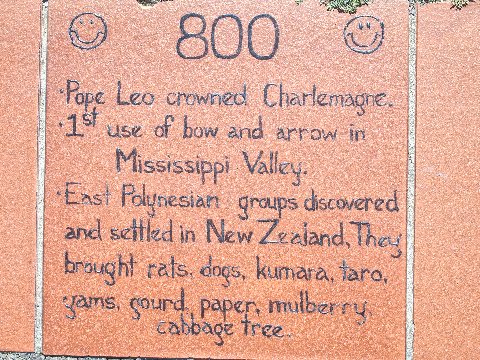 800
·Pope Leo crowned Charlemagne.
·1st use of bow and arrow in
Mississippi Valley.
·East Polynesian groups discovered
and settled in New Zealand, They
brought rats, dogs, kumara, taro,
yams, gourd, paper, mulberry,
cabbage tree.